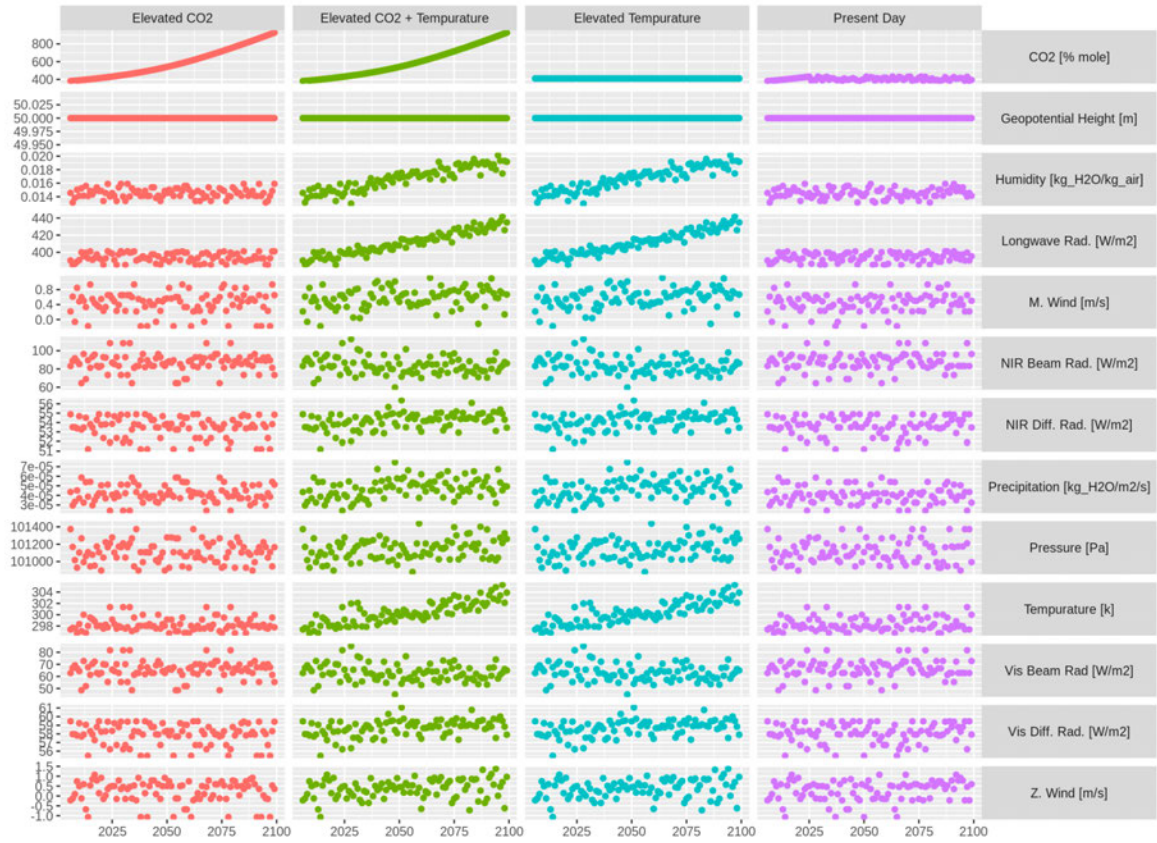 Elevated CO2 Elevated CO2 + Tempurature Elevated Tempurature Present Day
800
600
400
CO2 [% mole]
50.025
50.000
49.975
49.950
Geopotential Height [m]
0.020
0.018
0.016
0.014
Humidity [kg_H2O/kg_air]
440
420
400
Longwave Rad. [W/m2]
0.8
0.4
0.0
M. Wind [m/s]
100
80
60
NIR Beam Rad. [W/m2]
56
55
54
53
52
51
NIR Diff. Rad. [W/m2]
7e-05
6e-05
5e-05
4e-05
3e-05
Precipitation [kg_H2O/m2/s]
101400
101200
101000
Pressure [Pa]
304
302
300
298
Tempurature [k]
80
70
60
50
Vis Beam Rad [W/m2]
61
60
59
58
57
56
Vis Diff. Rad. [W/m2]
1.5
1.0
0.5
0.0
-0.5
-1.0
Z. Wind [m/s]
2025 2050 2075 2100 2025 2050 2075 2100 2025 2050 2075 2100 2025 2050 2075 2100